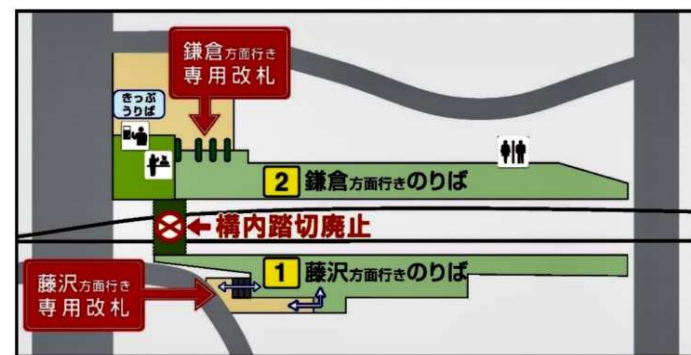 鎌倉方面行き
専用改札
きっぷ
うりば
2 鎌倉方面行きのりば
←構内踏切廃止
1 藤沢方面行きのりば
藤沢方面行き
専用改札